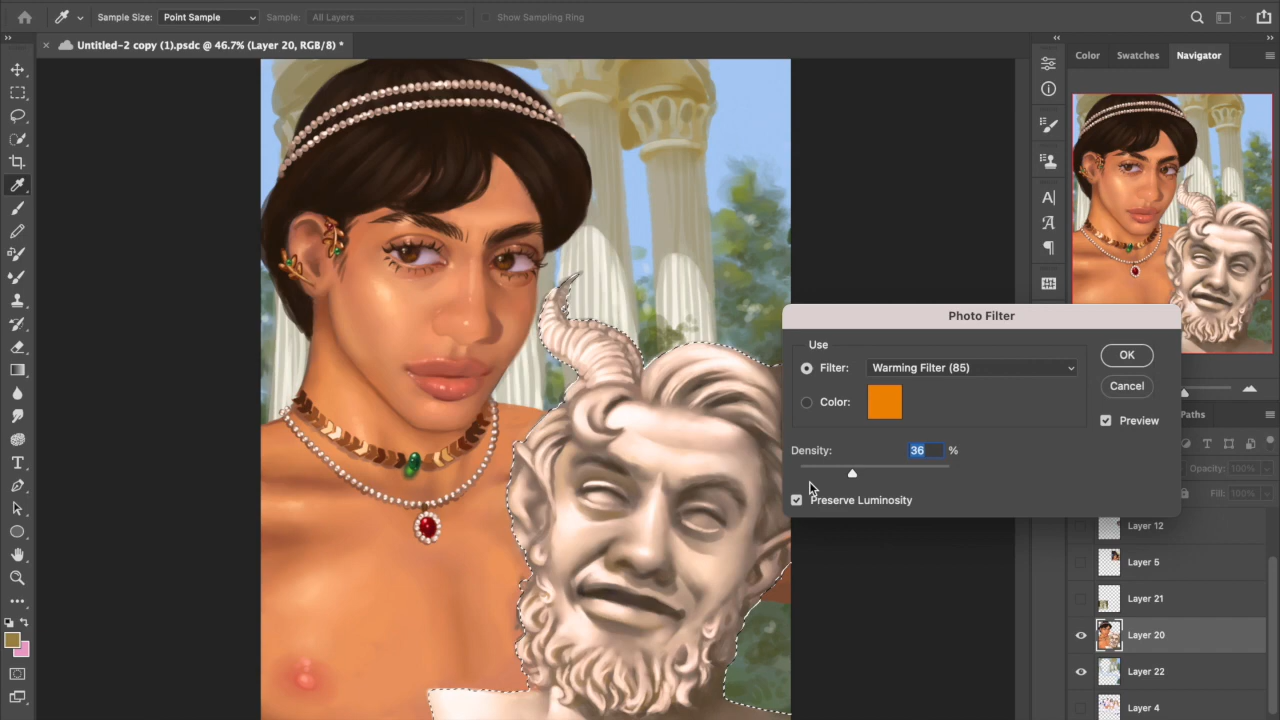 Sample Size: Point Sample Sample: All Layers Show Sampling Ring
Untitled-2 copy (1).psdc @ 46.7% (Layer 20, RGB/8) *
Color Swatches Navigator
Photo Filter
Use
Filter: Warming Filter (85)
OK
Color:
Cancel
Preview
Density: 36 %
Preserve Luminosity
Paths
Opacity: 100%
Fill: 100%
Layer 12
Layer 5
Layer 21
Layer 20
Layer 22
Layer 4